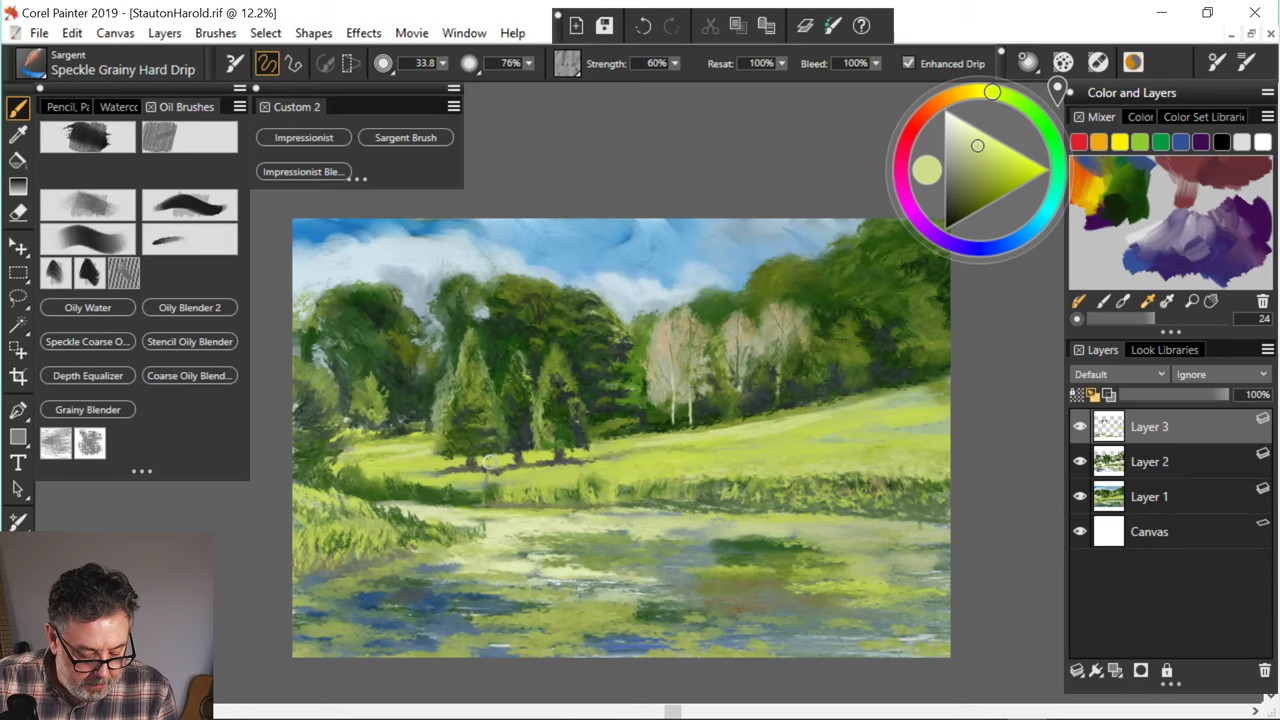 Corel Painter 2019 - [StautonHarold.rif @ 12.2%]
File Edit Canvas Layers Brushes Select Shapes Effects Movie Window Help
Sargent
Speckle Grainy Hard Drip
33.8
76%
Strength: 60%
Resat: 100%
Bleed: 100%
Enhanced Drip
Pencil, Pa
Waterco
Oil Brushes
Custom 2
Impressionist
Sargent Brush
Impressionist Ble...
Oily Water
Oily Blender 2
Speckle Coarse O...
Stencil Oily Blender
Depth Equalizer
Coarse Oily Blend...
Grainy Blender
Color and Layers
Mixer
Color
Color Set Librarie
24
Layers
Look Libraries
Default
Ignore
100%
Layer 3
Layer 2
Layer 1
Canvas
T